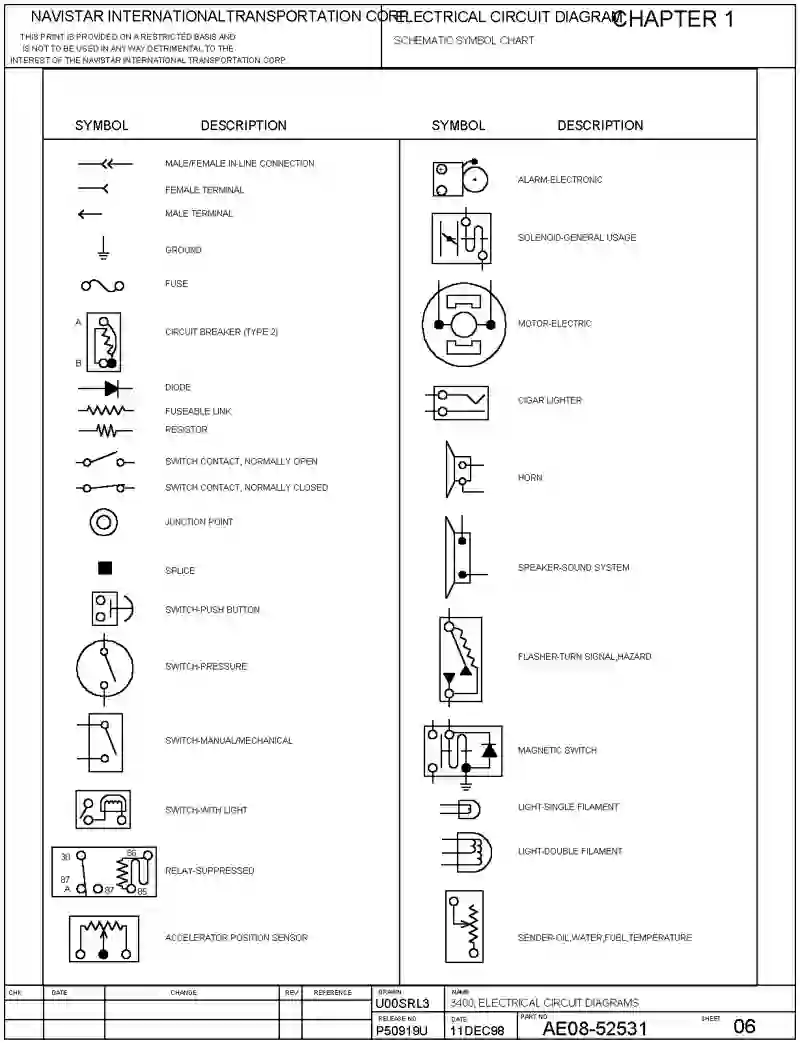 NAVISTAR INTERNATIONALTRANSPORTATION CORP.
THIS PRINT IS PROVIDED ON A RESTRICTED BASIS AND
IS NOT TO BE USED IN ANY WAY DETRIMENTAL TO THE
INTEREST OF THE NAVISTAR INTERNATIONAL TRANSPORTATION CORP.
ELECTRICAL CIRCUIT DIAGRAM
CHAPTER 1
SCHEMATIC SYMBOL CHART
SYMBOL DESCRIPTION
MALE/FEMALE IN-LINE CONNECTION
FEMALE TERMINAL
MALE TERMINAL
GROUND
FUSE
A
B
CIRCUIT BREAKER (TYPE 2)
DIODE
FUSEABLE LINK
RESISTOR
SWITCH CONTACT, NORMALLY OPEN
SWITCH CONTACT, NORMALLY CLOSED
JUNCTION POINT
SPLICE
SWITCH-PUSH BUTTON
SWITCH-PRESSURE
SWITCH-MANUAL/MECHANICAL
SWITCH-WITH LIGHT
30 86
87
A 87 85
RELAY-SUPPRESSED
ACCELERATOR POSITION SENSOR
SYMBOL DESCRIPTION
ALARM-ELECTRONIC
SOLENOID-GENERAL USAGE
MOTOR-ELECTRIC
CIGAR LIGHTER
HORN
SPEAKER-SOUND SYSTEM
FLASHER-TURN SIGNAL,HAZARD
MAGNETIC SWITCH
LIGHT-SINGLE FILAMENT
LIGHT-DOUBLE FILAMENT
SENDER-OIL,WATER,FUEL,TEMPERATURE
CHK DATE CHANGE REV REFERENCE
DRAWN
U00SRL3
NAME
3400, ELECTRICAL CIRCUIT DIAGRAMS
RELEASE NO
P50919U
DATE
11DEC98
PART NO
AE08-52531
SHEET
06